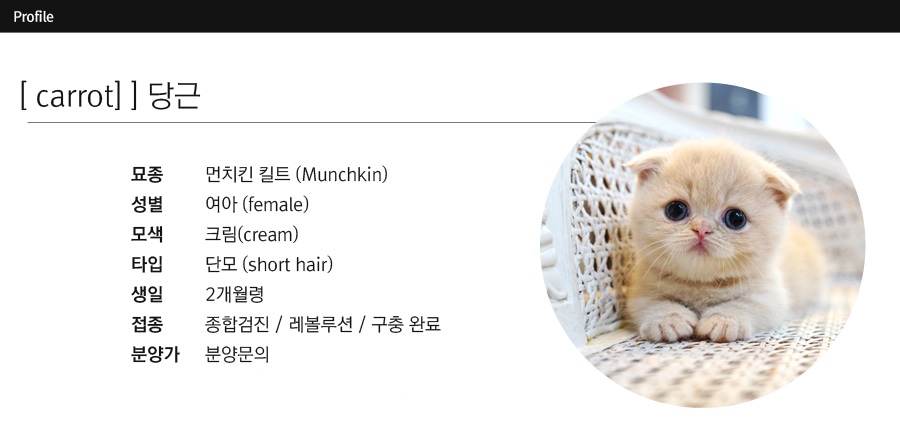 Profile
[ carrot] ] 당근
묘종 먼치킨 킬트 (Munchkin)
성별 여아 (female)
모색 크림(cream)
타입 단모 (short hair)
생일 2개월령
접종 종합검진 / 레볼루션 / 구충 완료
분양가 분양문의